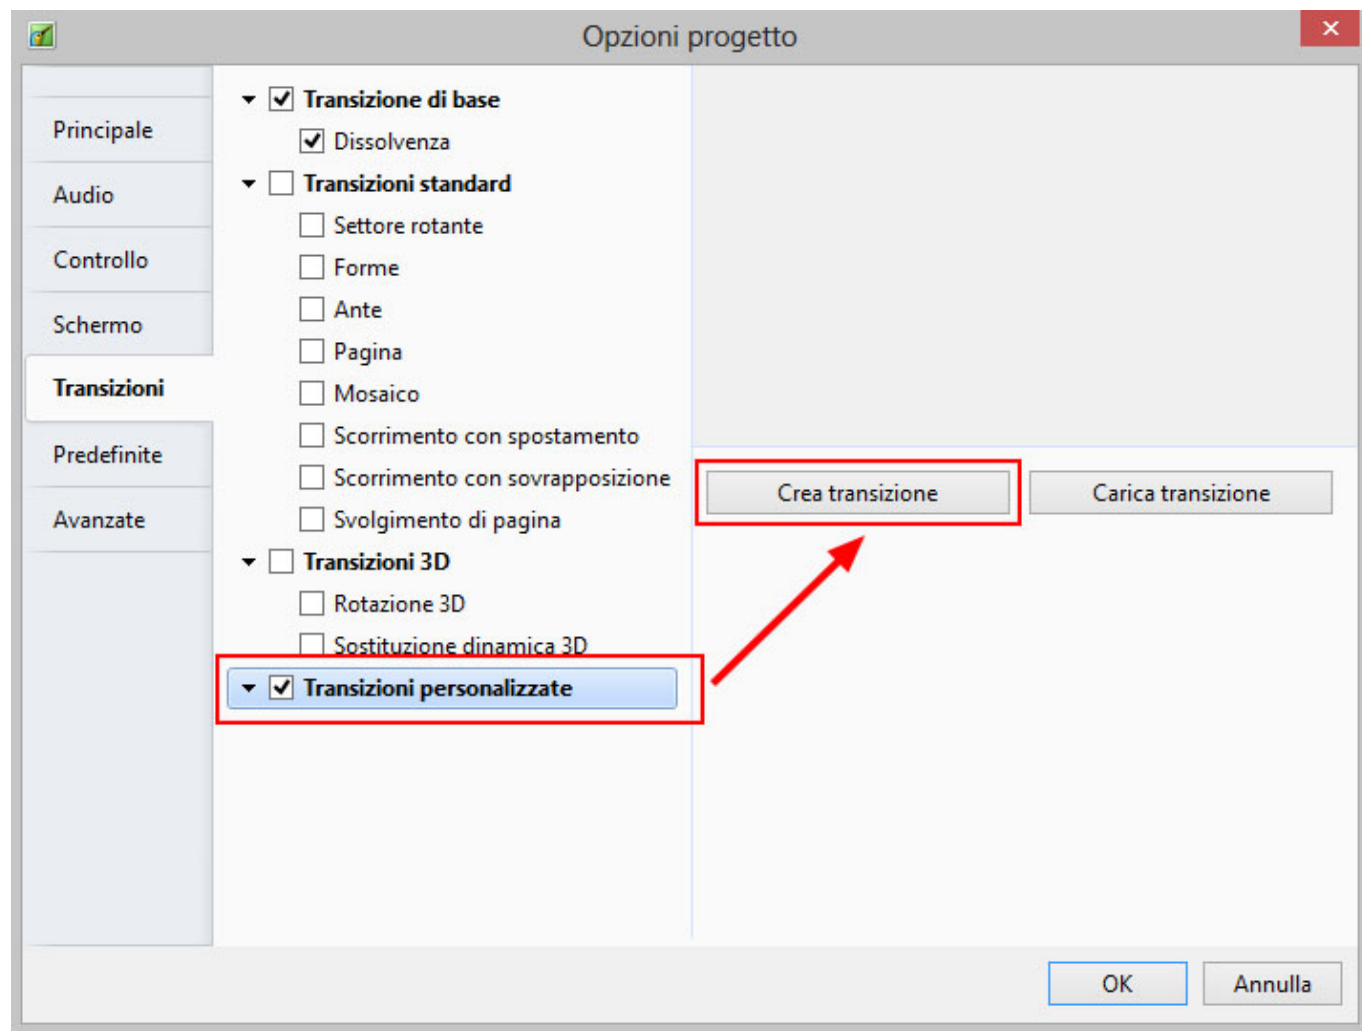 Opzioni progetto
Principale
Audio
Controllo
Schermo
Transizioni
Predefinite
Avanzate
Transizione di base
Dissolvenza
Transizioni standard
Settore rotante
Forme
Ante
Pagina
Mosaico
Scorrimento con spostamento
Scorrimento con sovrapposizione
Svolgimento di pagina
Transizioni 3D
Rotazione 3D
Sostituzione dinamica 3D
Transizioni personalizzate
Crea transizione
Carica transizione
OK
Annulla